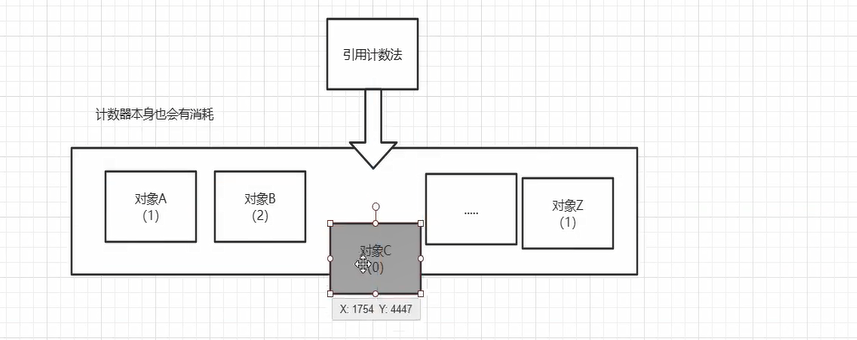 引用计数法
计数器本身也会有消耗
对象A
(1)
对象B
(2)
.....
对象Z
(1)
对象C
(0)
X: 1754 Y: 4447